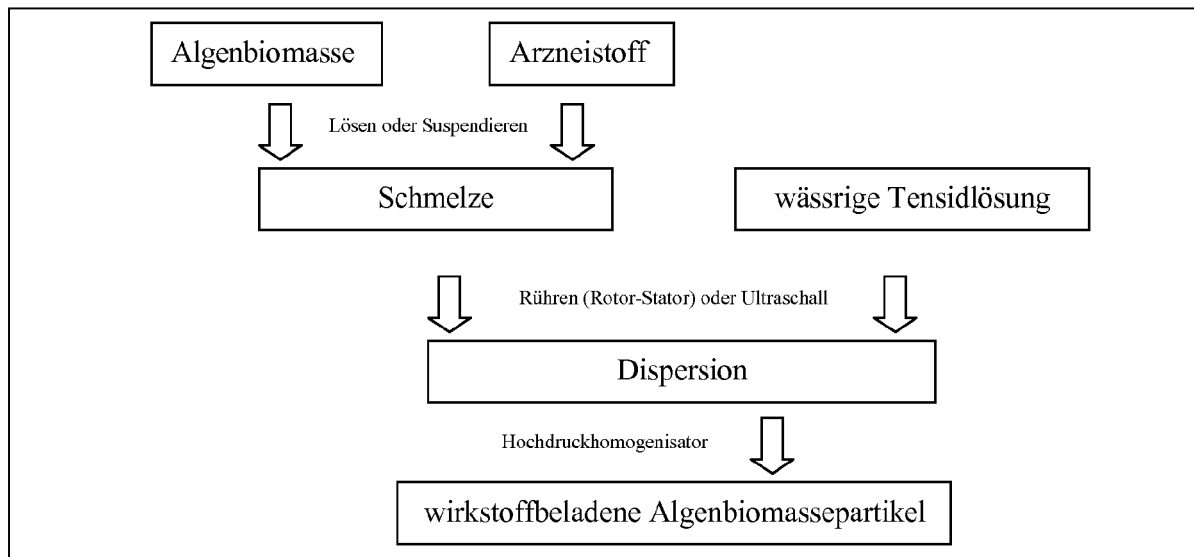 Algenbiomasse
Arzneistoff
Lösen oder Suspendieren
Schmelze
wässrige Tensidlösung
Rühren (Rotor-Stator) oder Ultraschall
Dispersion
Hochdruckhomogenisator
wirkstoffbeladene Algenbiomassepartikel